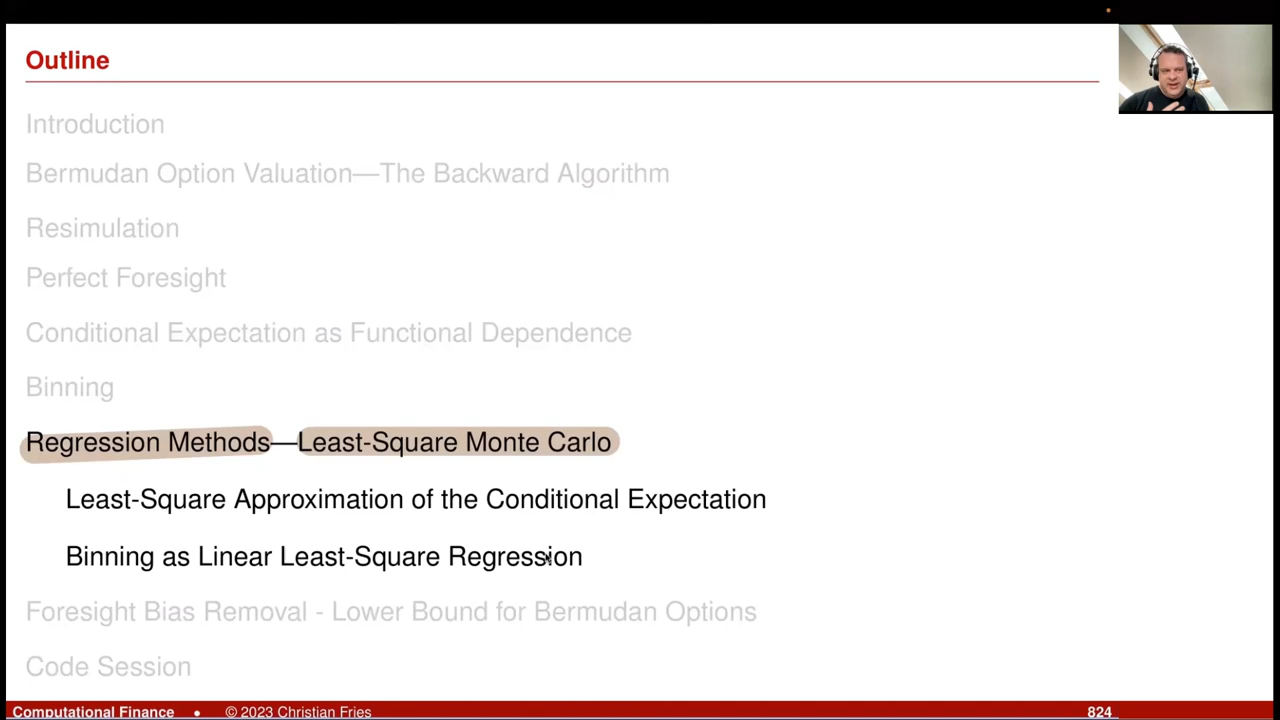 Outline
Introduction
Bermudan Option Valuation—The Backward Algorithm
Resimulation
Perfect Foresight
Conditional Expectation as Functional Dependence
Binning
Regression Methods—Least-Square Monte Carlo
Least-Square Approximation of the Conditional Expectation
Binning as Linear Least-Square Regression
Foresight Bias Removal - Lower Bound for Bermudan Options
Code Session
Computational Finance • © 2023 Christian Fries 824